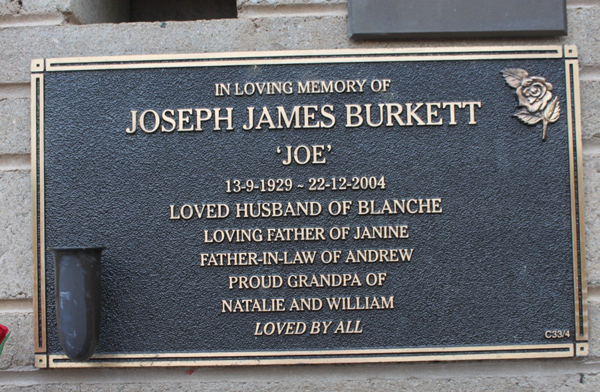 IN LOVING MEMORY OF
JOSEPH JAMES BURKETT
'JOE'
13-9-1929 ~ 22-12-2004
LOVED HUSBAND OF BLANCHE
LOVING FATHER OF JANINE
FATHER-IN-LAW OF ANDREW
PROUD GRANDPA OF
NATALIE AND WILLIAM
LOVED BY ALL
C33/4